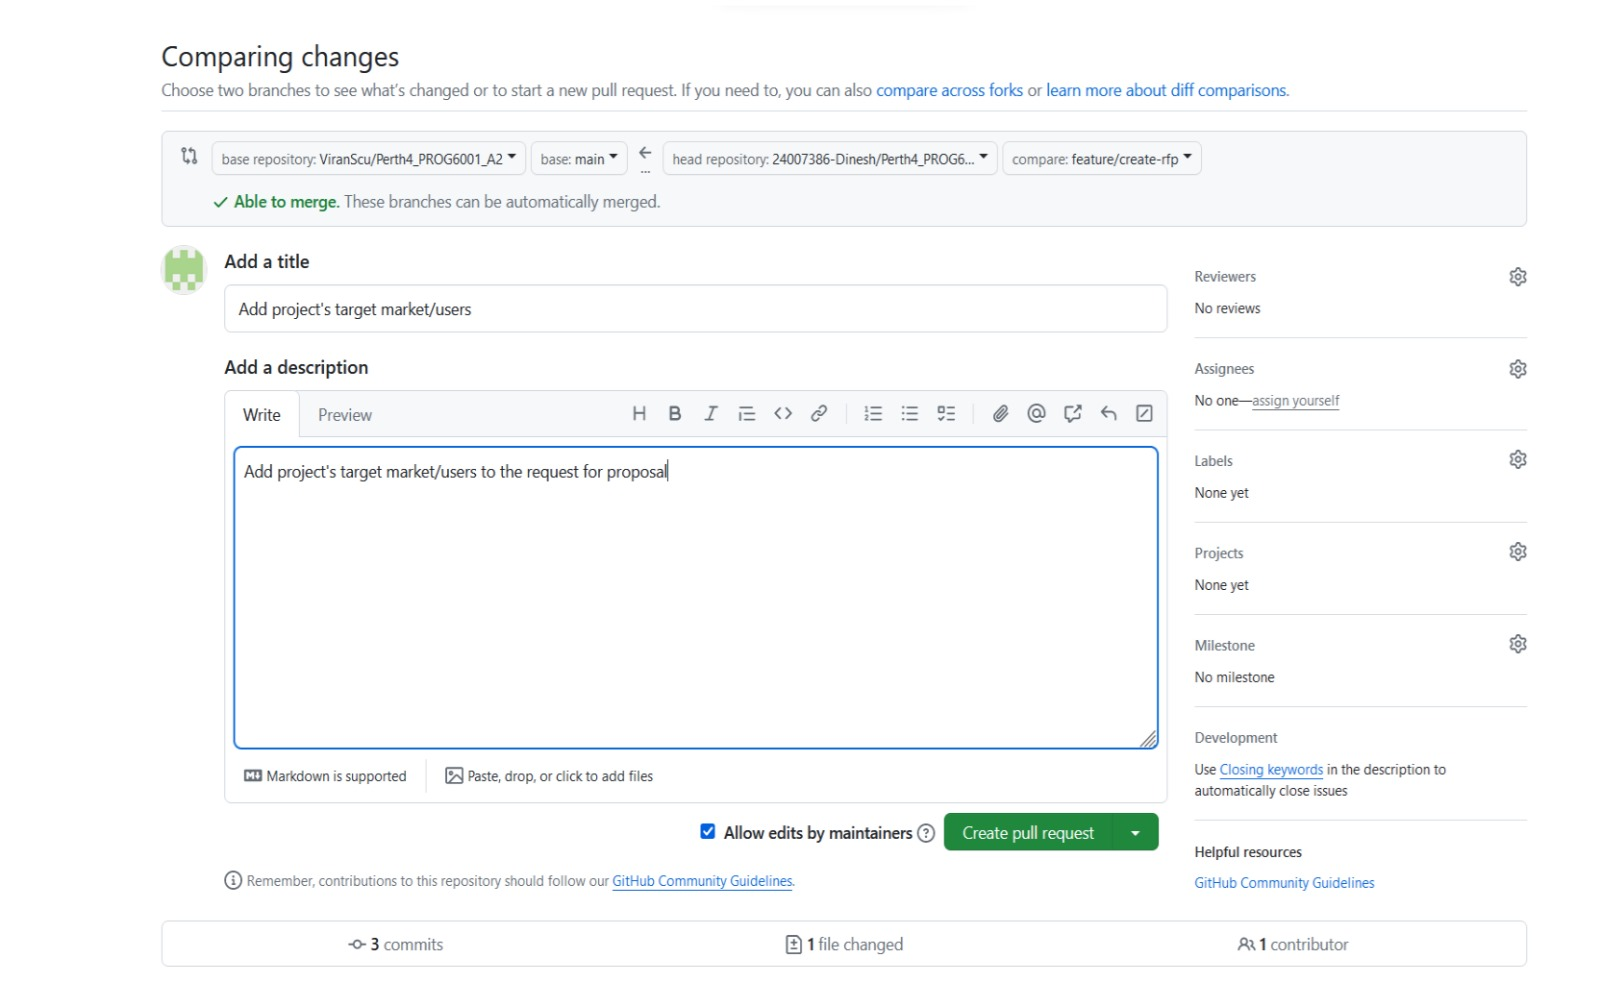 Comparing changes
Choose two branches to see what's changed or to start a new pull request. If you need to, you can also compare across forks or learn more about diff comparisons.
base repository: ViranScu/Perth4_PROG6001_A2 base: main ... head repository: 24007386-Dinesh/Perth4_PROG6... compare: feature/create-rfp
Able to merge. These branches can be automatically merged.
Add a title
Add project's target market/users
Add a description
Write Preview
Add project's target market/users to the request for proposal
Markdown is supported Paste, drop, or click to add files
Allow edits by maintainers Create pull request
Remember, contributions to this repository should follow our GitHub Community Guidelines.
Reviewers
No reviews
Assignees
No one—assign yourself
Labels
None yet
Projects
None yet
Milestone
No milestone
Development
Use Closing keywords in the description to
automatically close issues
Helpful resources
GitHub Community Guidelines
3 commits 1 file changed 1 contributor